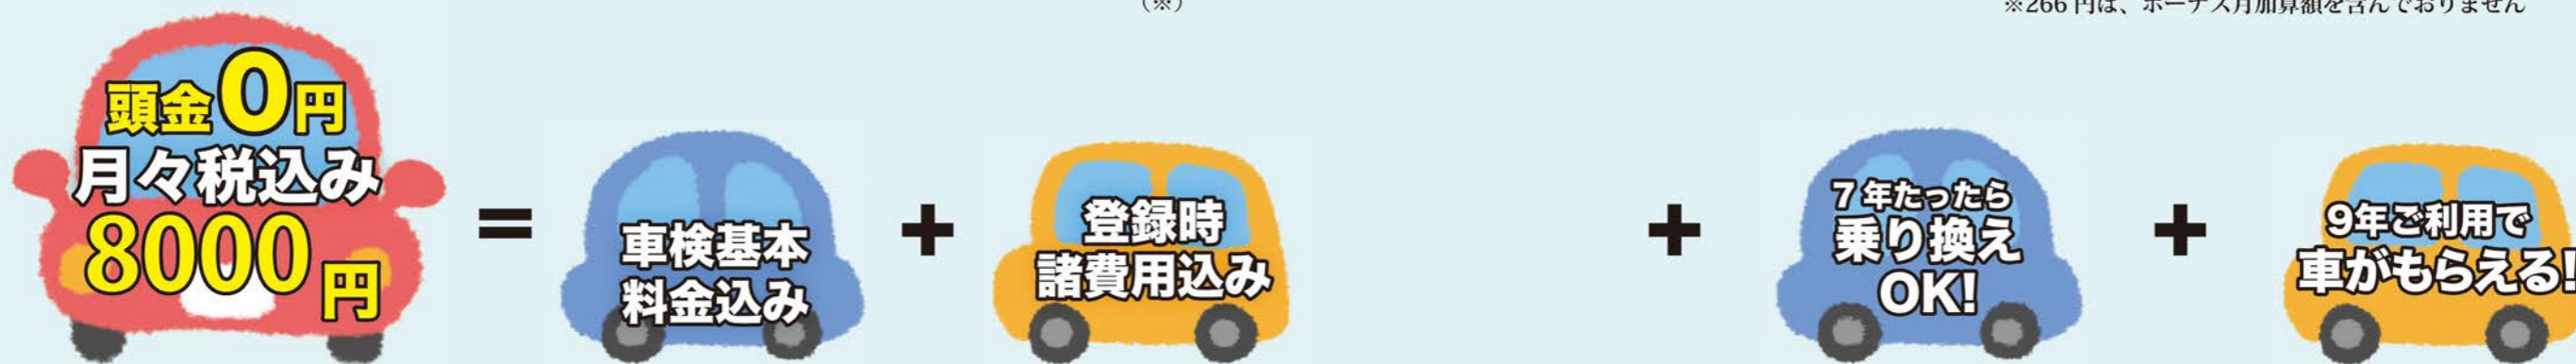 (※)
※266 円は、ボーナス月加算額を含んでおりません
頭金0円
月々税込み
8000円
=
車検基本
料金込み
+
登録時
諸費用込み
+
7年たったら
乗り換え
OK!
+
9年ご利用で
車がもらえる!